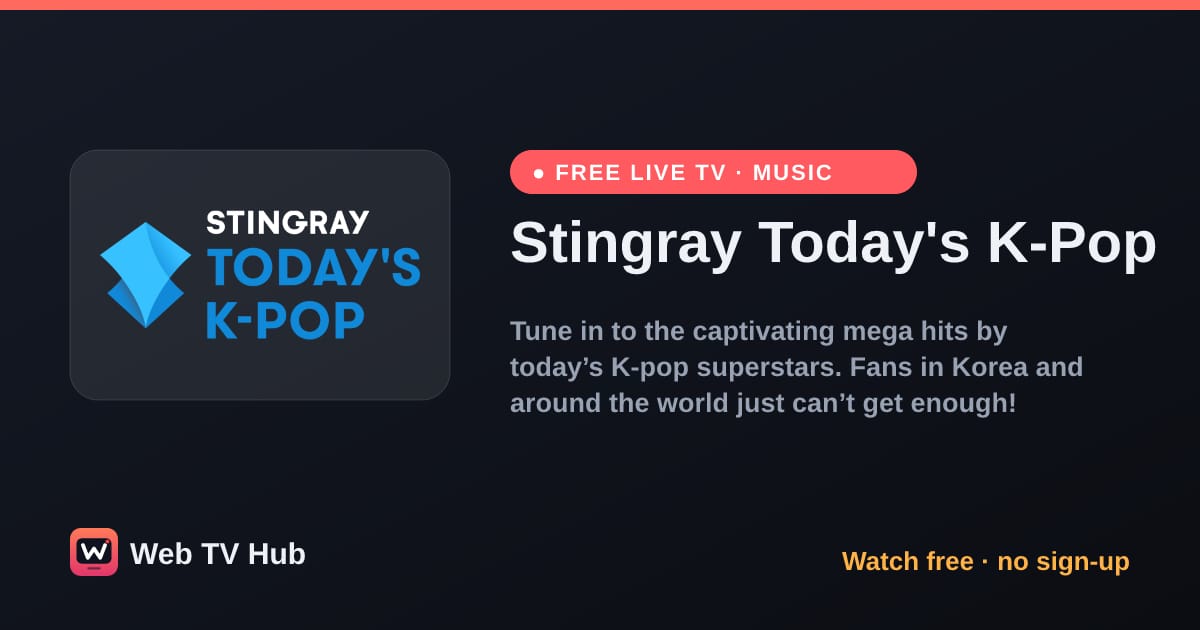 STINGRAY
TODAY'S
K-POP
• FREE LIVE TV · MUSIC
Stingray Today's K-Pop
Tune in to the captivating mega hits by
today’s K-pop superstars. Fans in Korea and
around the world just can’t get enough!
W
Web TV Hub
Watch free · no sign-up